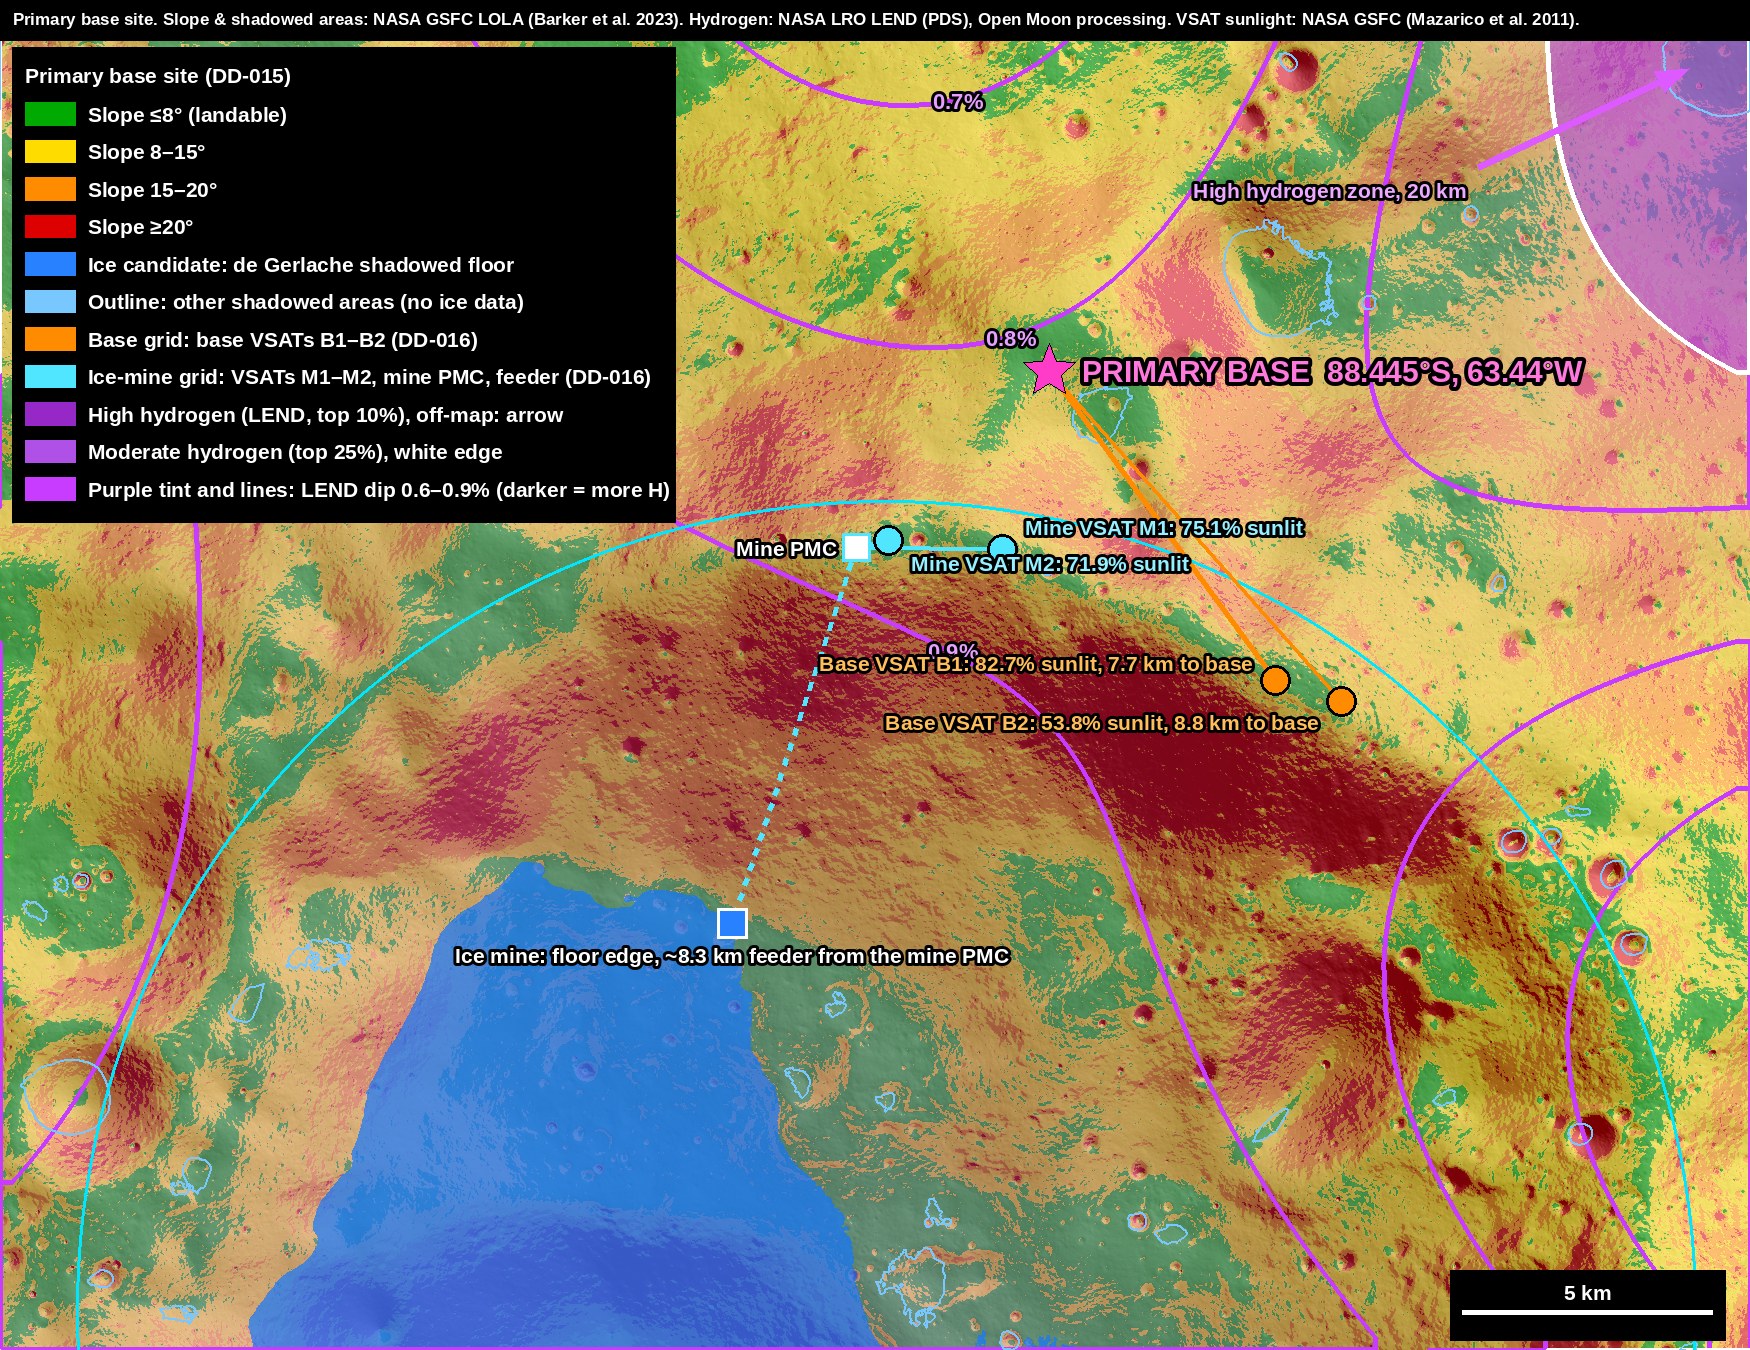 Primary base site. Slope & shadowed areas: NASA GSFC LOLA (Barker et al. 2023). Hydrogen: NASA LRO LEND (PDS), Open Moon processing. VSAT sunlight: NASA GSFC (Mazarico et al. 2011).
Primary base site (DD-015)
Slope ≤8° (landable)
Slope 8–15°
Slope 15–20°
Slope ≥20°
Ice candidate: de Gerlache shadowed floor
Outline: other shadowed areas (no ice data)
Base grid: base VSATs B1–B2 (DD-016)
Ice-mine grid: VSATs M1–M2, mine PMC, feeder (DD-016)
High hydrogen (LEND, top 10%), off-map: arrow
Moderate hydrogen (top 25%), white edge
Purple tint and lines: LEND dip 0.6–0.9% (darker = more H)
0.7%
High hydrogen zone, 20 km
0.8%
PRIMARY BASE 88.445°S, 63.44°W
Mine VSAT M1: 75.1% sunlit
Mine PMC
Mine VSAT M2: 71.9% sunlit
0.9%
Base VSAT B1: 82.7% sunlit, 7.7 km to base
Base VSAT B2: 53.8% sunlit, 8.8 km to base
Ice mine: floor edge, ~8.3 km feeder from the mine PMC
5 km